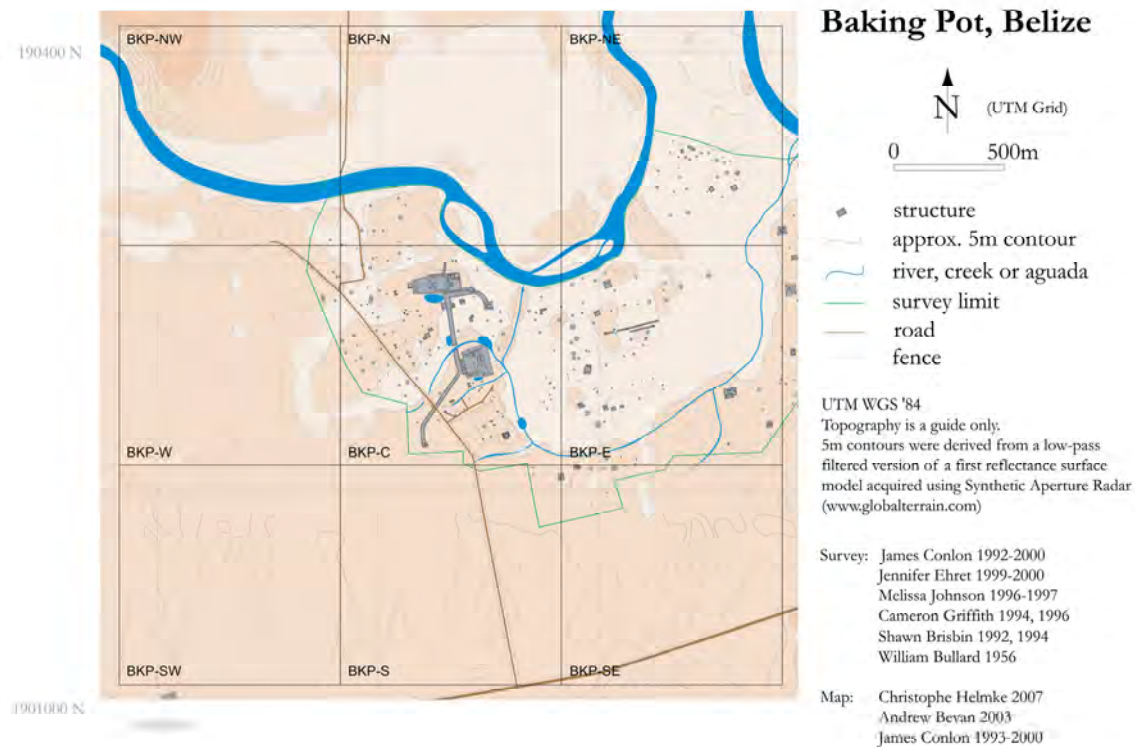 Baking Pot, Belize
190400 N
BKP-NW
BKP-N
BKP-NE
N
(UTM Grid)
0
500m
structure
approx. 5m contour
river, creek or aguada
survey limit
road
fence
BKP-W
BKP-C
BKP-E
UTM WGS '84
Topography is a guide only.
5m contours were derived from a low-pass
filtered version of a first reflectance surface
model acquired using Synthetic Aperture Radar
(www.globalterrain.com)
Survey: James Conlon 1992-2000
Jennifer Ehret 1999-2000
Melissa Johnson 1996-1997
Cameron Griffith 1994, 1996
Shawn Brisbin 1992, 1994
William Bullard 1956
BKP-SW
BKP-S
BKP-SE
1901000 N
Map: Christophe Helmke 2007
Andrew Bevan 2003
James Conlon 1993-2000